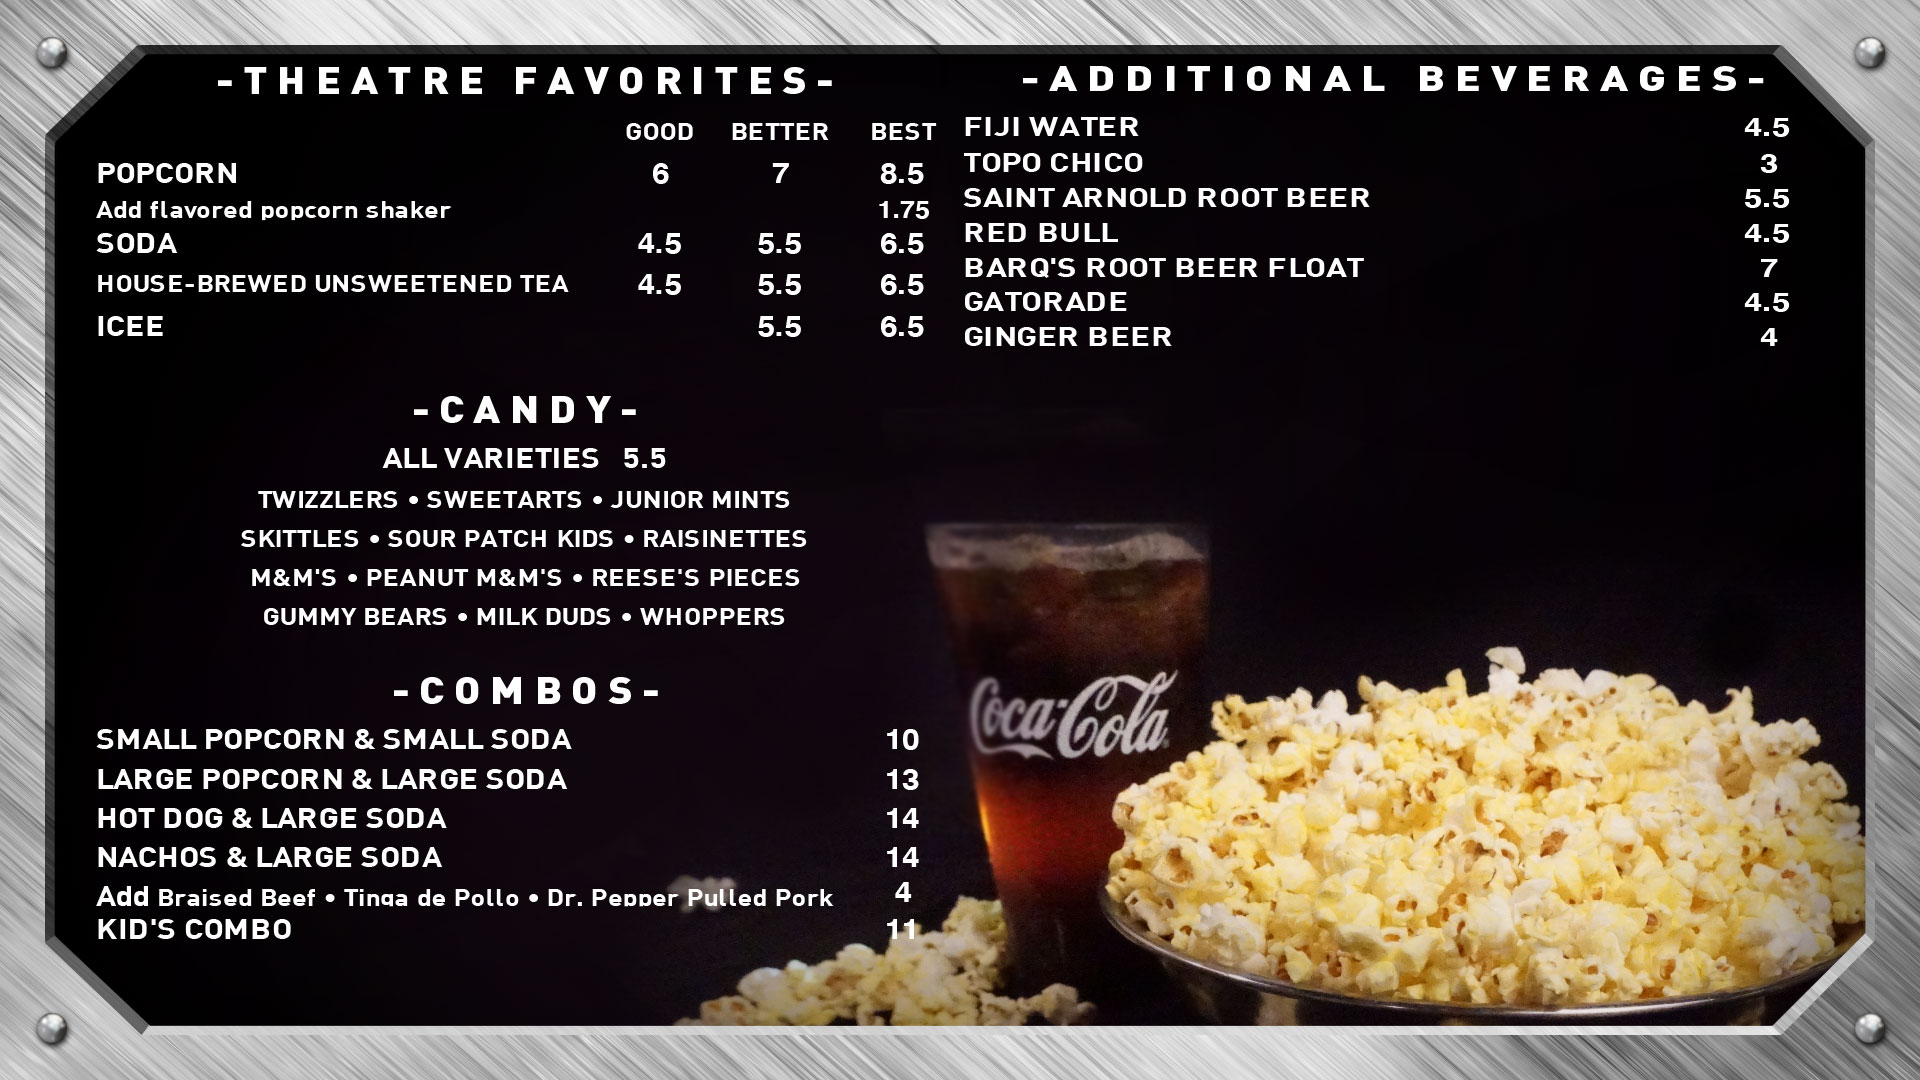 -THEATRE FAVORITES-
GOOD BETTER BEST
POPCORN 6 7 8.5
Add flavored popcorn shaker 1.75
SODA 4.5 5.5 6.5
HOUSE-BREWED UNSWEETENED TEA 4.5 5.5 6.5
ICEE 5.5 6.5
-CANDY-
ALL VARIETIES 5.5
TWIZZLERS • SWEETARTS • JUNIOR MINTS
SKITTLES • SOUR PATCH KIDS • RAISINETTES
M&M'S • PEANUT M&M'S • REESE'S PIECES
GUMMY BEARS • MILK DUDS • WHOPPERS
-COMBOS-
SMALL POPCORN & SMALL SODA 10
LARGE POPCORN & LARGE SODA 13
HOT DOG & LARGE SODA 14
NACHOS & LARGE SODA 14
Add Braised Beef • Tinga de Pollo • Dr. Pepper Pulled Pork 4
KID'S COMBO 11
-ADDITIONAL BEVERAGES-
FIJI WATER 4.5
TOPO CHICO 3
SAINT ARNOLD ROOT BEER 5.5
RED BULL 4.5
BARQ'S ROOT BEER FLOAT 7
GATORADE 4.5
GINGER BEER 4
Coca-Cola